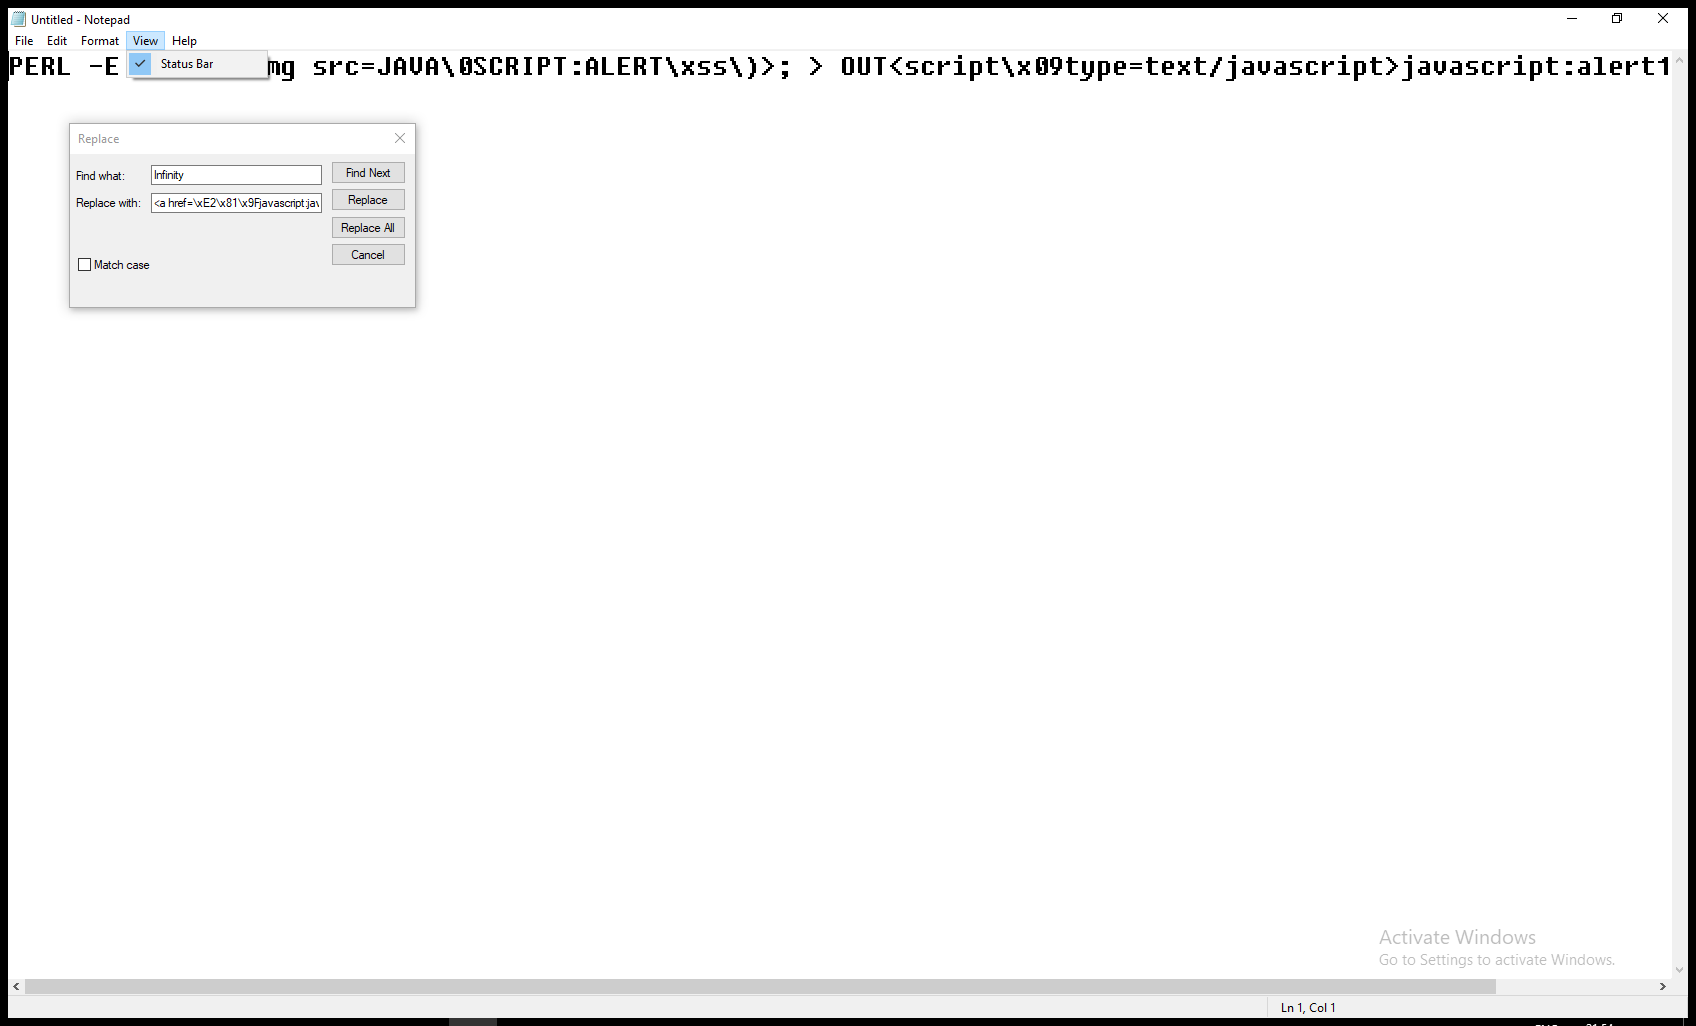 Untitled - Notepad
File Edit Format View Help
Status Bar
PERL -E mg src=JAVA\0SCRIPT:ALERT\xss\)>; > OUT<script\x09type=text/javascript>javascript:alert1
Replace
Find what: Infinity Find Next
Replace with: <a href=\xE2\x81\x9Fjavascript:jav Replace
Replace All
Cancel
Match case
Activate Windows
Go to Settings to activate Windows.
Ln 1, Col 1